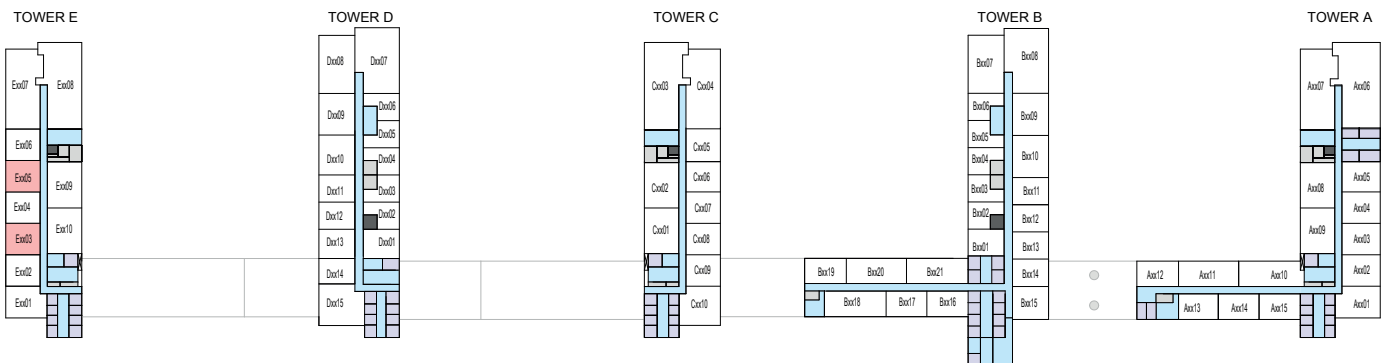 TOWER E
TOWER D
TOWER C
TOWER B
TOWER A
Exx07
Exx08
Exx06
Exx05
Exx09
Exx04
Exx03
Exx10
Exx02
Exx01
Dxx08
Dxx07
Dxx09
Dxx06
Dxx05
Dxx10
Dxx04
Dxx11
Dxx03
Dxx12
Dxx02
Dxx13
Dxx01
Dxx14
Dxx15
Cxx03
Cxx04
Cxx05
Cxx02
Cxx06
Cxx07
Cxx01
Cxx08
Cxx09
Cxx10
Bxx07
Bxx08
Bxx06
Bxx09
Bxx05
Bxx04
Bxx10
Bxx03
Bxx11
Bxx02
Bxx12
Bxx01
Bxx13
Bxx19
Bxx20
Bxx21
Bxx14
Bxx18
Bxx17
Bxx16
Bxx15
Axx07
Axx06
Axx08
Axx05
Axx04
Axx09
Axx03
Axx12
Axx11
Axx10
Axx02
Axx13
Axx14
Axx15
Axx01